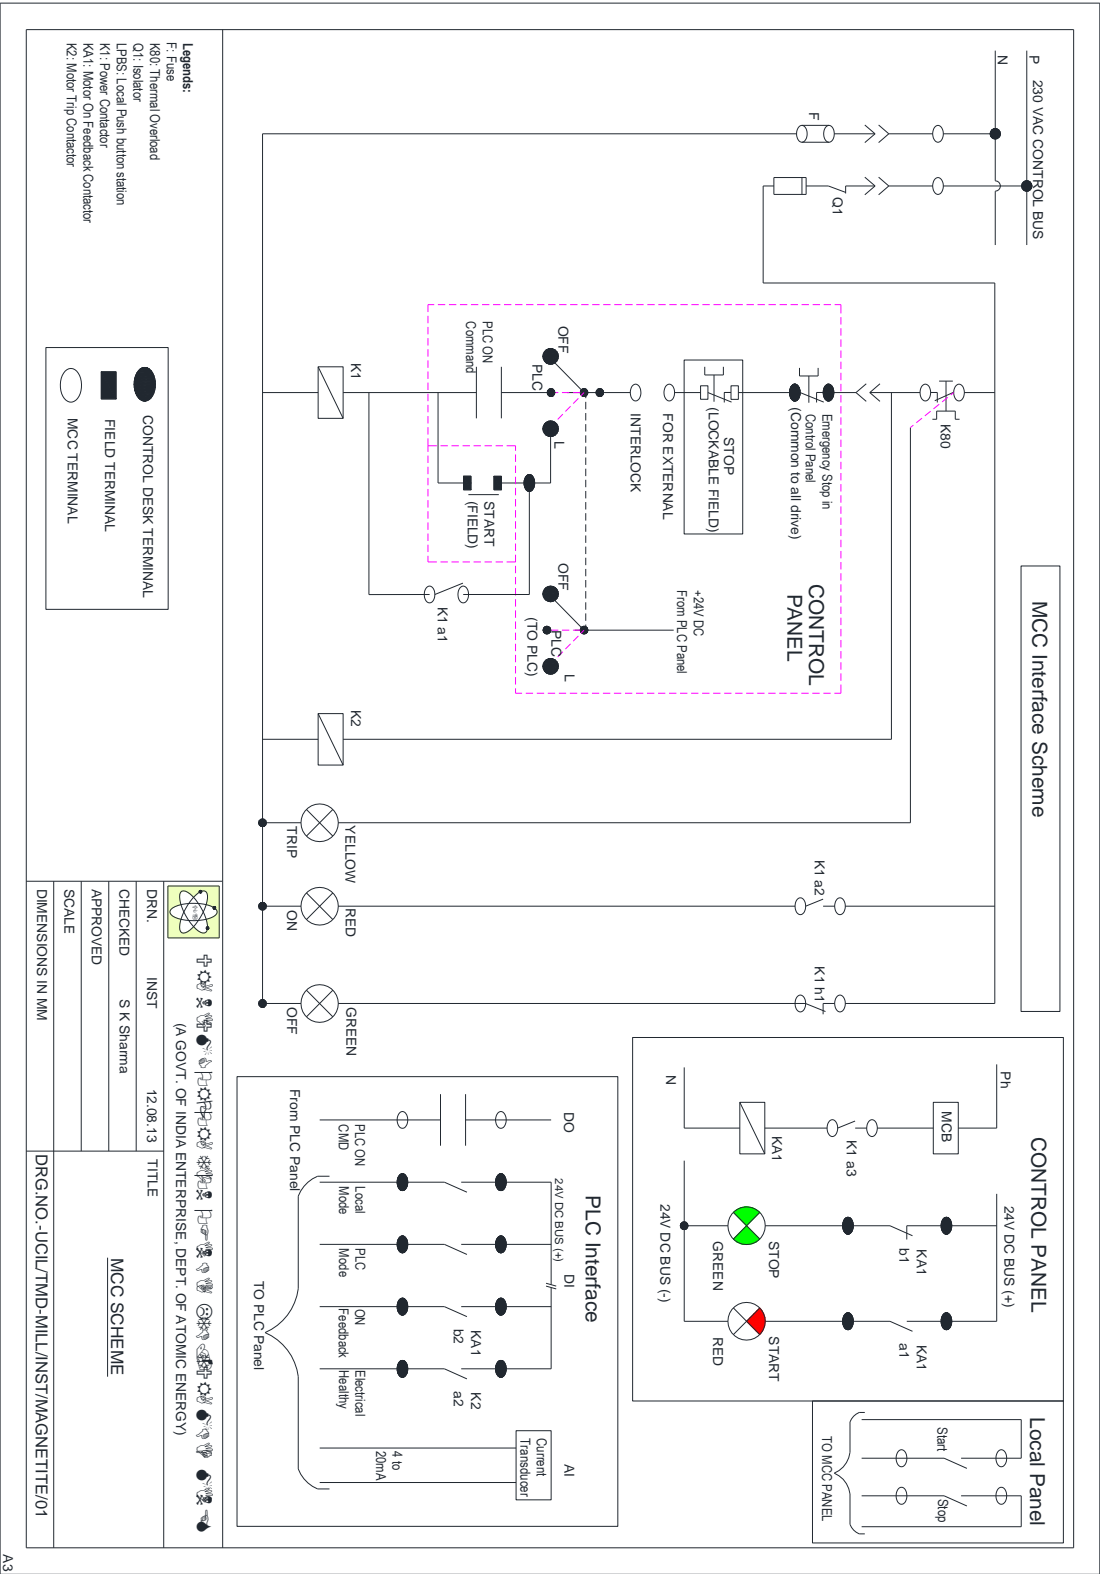 MCC Interface Scheme
P 230 VAC CONTROL BUS
N
F
Q1
K80
Emergency Stop in
Control Panel
(Common to all drive)
STOP
(LOCKABLE FIELD)
FOR EXTERNAL
INTERLOCK
OFF
PLC
L
PLC ON
Command
START
(FIELD)
K1
K1 a1
CONTROL
PANEL
+24V DC
From PLC Panel
OFF
PLC
(TO PLC)
L
K2
YELLOW
TRIP
K1 a2
RED
ON
K1 h1
GREEN
OFF
CONTROL PANEL
Ph
N
MCB
K1 a3
KA1
24V DC BUS (+)
KA1
b1
KA1
a1
STOP
GREEN
START
RED
24V DC BUS (-)
Local Panel
Start
Stop
TO MCC PANEL
PLC Interface
DO
DI
AI
24V DC BUS (+)
KA1
b2
K2
a2
Current
Transducer
PLC ON
CMD
Local
Mode
PLC
Mode
ON
Feedback
Electrical
Healthy
4 to
20mA
From PLC Panel
TO PLC Panel
Legends:
F: Fuse
K80: Thermal Overload
Q1: Isolator
LPBS: Local Push button station
K1: Power Contactor
KA1: Motor On Feedback Contactor
K2: Motor Trip Contactor
CONTROL DESK TERMINAL
FIELD TERMINAL
MCC TERMINAL
(A GOVT. OF INDIA ENTERPRISE, DEPT. OF ATOMIC ENERGY)
DRN. INST 12.08.13
CHECKED S K Sharma
APPROVED
SCALE
DIMENSIONS IN MM
TITLE
MCC SCHEME
DRG.NO.-UCIL/TMD-MILL/INST/MAGNETITE/01
A3